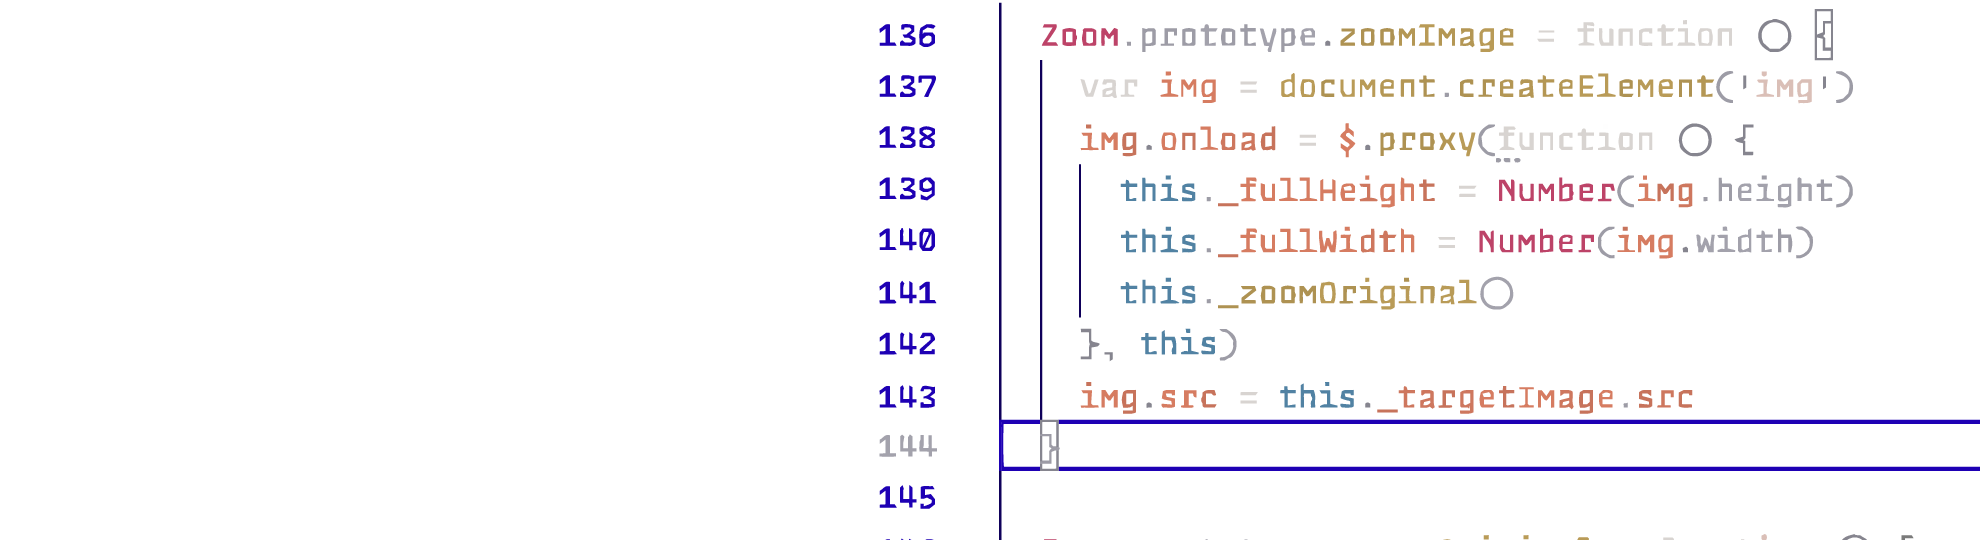 136 Zoom.prototype.zoomImage = function () {
137 var img = document.createElement('img')
138 img.onload = $.proxy(function () {
139 this._fullHeight = Number(img.height)
140 this._fullWidth = Number(img.width)
141 this._zoomOriginal()
142 }, this)
143 img.src = this._targetImage.src
144 }
145